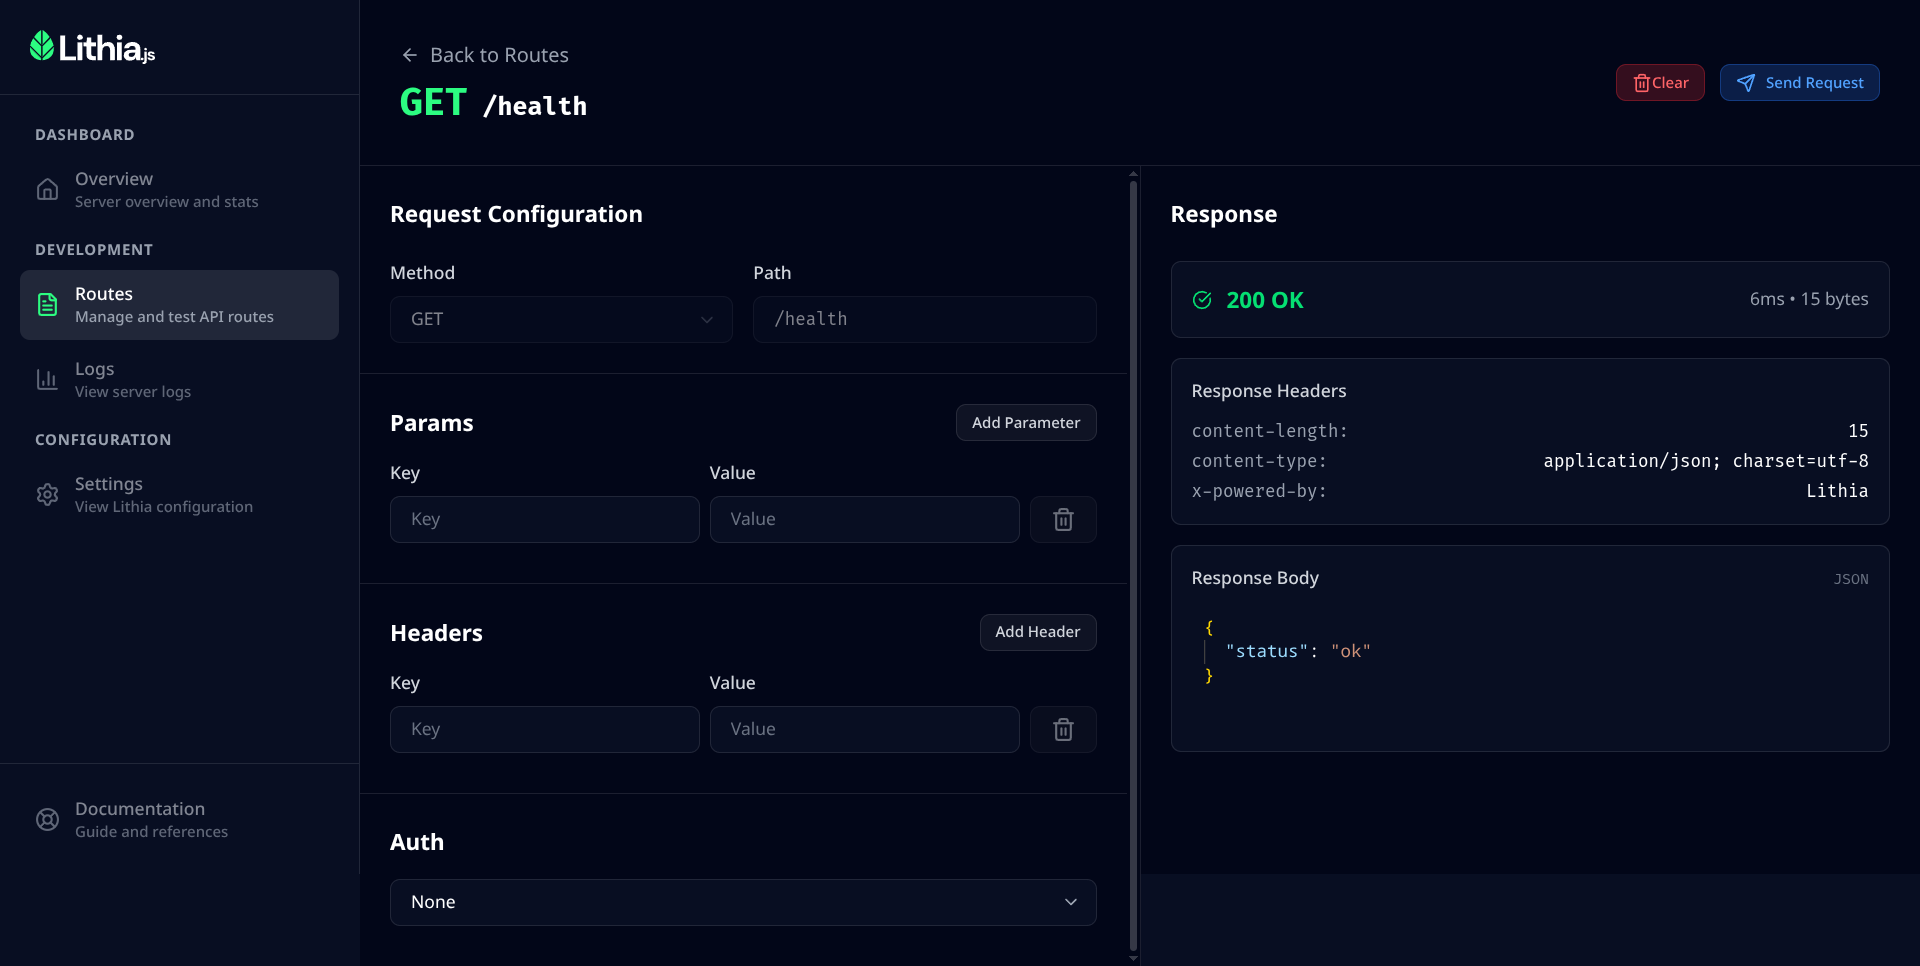 Lithia.js
DASHBOARD
Overview
Server overview and stats
DEVELOPMENT
Routes
Manage and test API routes
Logs
View server logs
CONFIGURATION
Settings
View Lithia configuration
Documentation
Guide and references
Back to Routes
GET /health
Clear
Send Request
Request Configuration
Method
Path
GET
/health
Params
Add Parameter
Key
Value
Key
Value
Headers
Add Header
Key
Value
Key
Value
Auth
None
Response
200 OK
6ms • 15 bytes
Response Headers
content-length: 15
content-type: application/json; charset=utf-8
x-powered-by: Lithia
Response Body
JSON
{
"status": "ok"
}